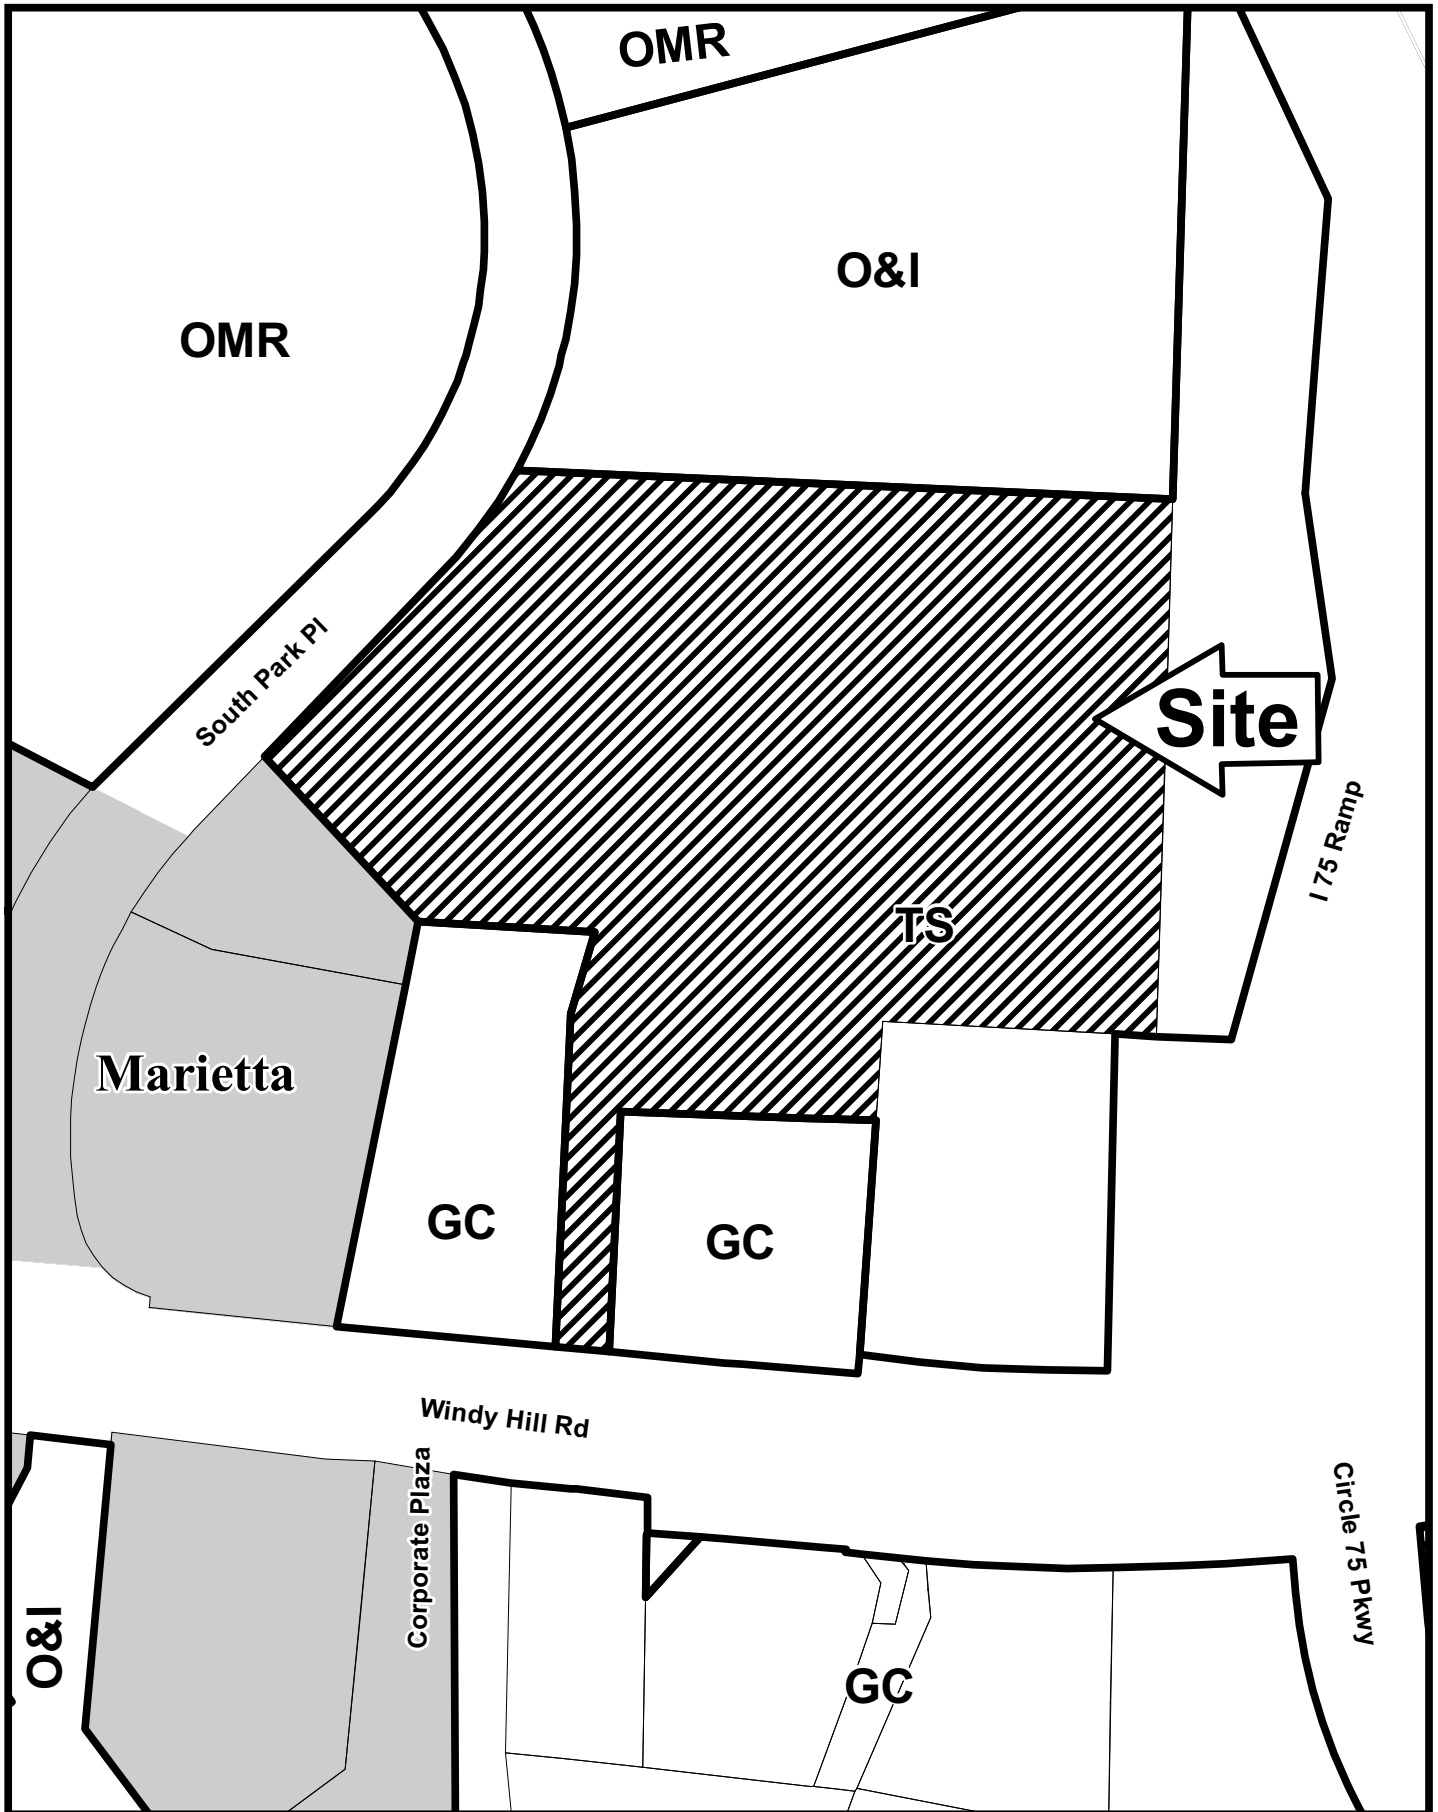 OMR
O&I
OMR
South Park Pl
Site
I 75 Ramp
TS
Marietta
GC
GC
Windy Hill Rd
Corporate Plaza
Circle 75 Pkwy
O&I
GC